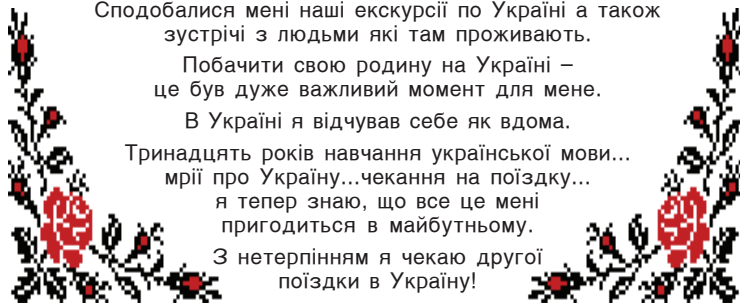 Сподобалися мені наші екскурсії по Україні а також
зустрічі з людьми які там проживають.
Побачити свою родину на Україні –
це був дуже важливий момент для мене.
В Україні я відчував себе як вдома.
Тринадцять років навчання української мови...
мрії про Україну...чекання на поїздку...
я тепер знаю, що все це мені
пригодиться в майбутньому.
З нетерпінням я чекаю другої
поїздки в Україну!